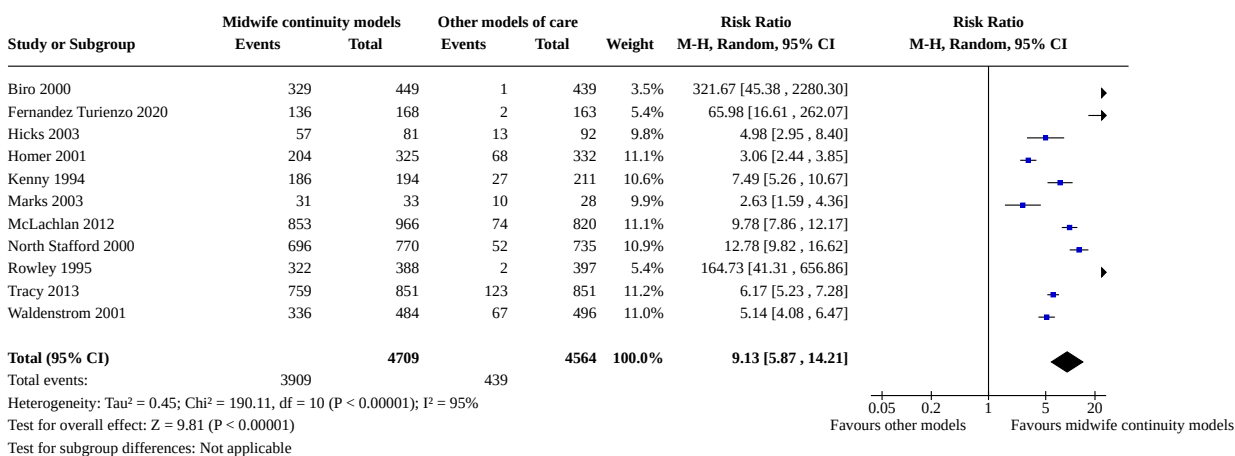 Midwife continuity models Other models of care Risk Ratio Risk Ratio
Study or Subgroup Events Total Events Total Weight M-H, Random, 95% CI M-H, Random, 95% CI
Biro 2000 329 449 1 439 3.5% 321.67 [45.38 , 2280.30]
Fernandez Turienzo 2020 136 168 2 163 5.4% 65.98 [16.61 , 262.07]
Hicks 2003 57 81 13 92 9.8% 4.98 [2.95 , 8.40]
Homer 2001 204 325 68 332 11.1% 3.06 [2.44 , 3.85]
Kenny 1994 186 194 27 211 10.6% 7.49 [5.26 , 10.67]
Marks 2003 31 33 10 28 9.9% 2.63 [1.59 , 4.36]
McLachlan 2012 853 966 74 820 11.1% 9.78 [7.86 , 12.17]
North Stafford 2000 696 770 52 735 10.9% 12.78 [9.82 , 16.62]
Rowley 1995 322 388 2 397 5.4% 164.73 [41.31 , 656.86]
Tracy 2013 759 851 123 851 11.2% 6.17 [5.23 , 7.28]
Waldenstrom 2001 336 484 67 496 11.0% 5.14 [4.08 , 6.47]
Total (95% CI) 4709 4564 100.0% 9.13 [5.87 , 14.21]
Total events: 3909 439
Heterogeneity: Tau² = 0.45; Chi² = 190.11, df = 10 (P < 0.00001); I² = 95%
0.05 0.2 1 5 20
Test for overall effect: Z = 9.81 (P < 0.00001) Favours other models Favours midwife continuity models
Test for subgroup differences: Not applicable